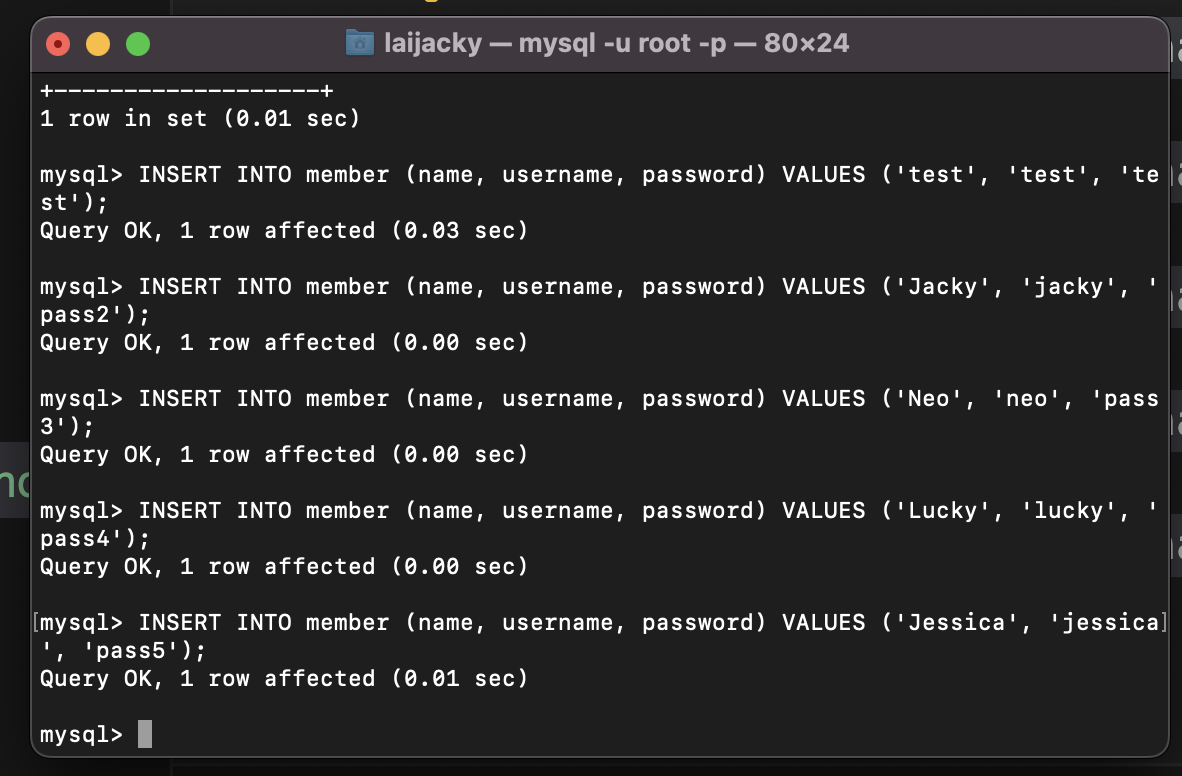 laijacky — mysql -u root -p — 80×24
+-------------------+
1 row in set (0.01 sec)
mysql> INSERT INTO member (name, username, password) VALUES ('test', 'test', 'te
st');
Query OK, 1 row affected (0.03 sec)
mysql> INSERT INTO member (name, username, password) VALUES ('Jacky', 'jacky', '
pass2');
Query OK, 1 row affected (0.00 sec)
mysql> INSERT INTO member (name, username, password) VALUES ('Neo', 'neo', 'pass
3');
Query OK, 1 row affected (0.00 sec)
mysql> INSERT INTO member (name, username, password) VALUES ('Lucky', 'lucky', '
pass4');
Query OK, 1 row affected (0.00 sec)
[mysql> INSERT INTO member (name, username, password) VALUES ('Jessica', 'jessica]
', 'pass5');
Query OK, 1 row affected (0.01 sec)
mysql>